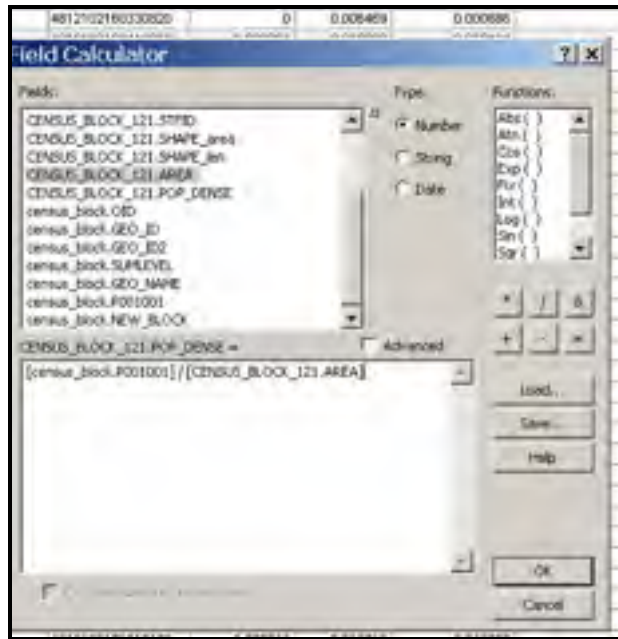 0 0.006469 0.000686
Field Calculator
Fields:
CENSUS_BLOCK_121.STFID
CENSUS_BLOCK_121.SHAPE_area
CENSUS_BLOCK_121.SHAPE_len
CENSUS_BLOCK_121.AREA
CENSUS_BLOCK_121.POP_DENSE
census_block.OID
census_block.GEO_ID
census_block.GEO_ID2
census_block.SUMLEVEL
census_block.GEO_NAME
census_block.P001001
census_block.NEW_BLOCK
Type:
Number
String
Date
Functions:
Abs ( )
Atn ( )
Cos ( )
Exp ( )
Fix ( )
Int ( )
Log ( )
Sin ( )
Sqr ( )
* / &
+ - =
CENSUS_BLOCK_121.POP_DENSE =
Advanced
[census_block.P001001]/[CENSUS_BLOCK_121.AREA]
Load...
Save...
Help
OK
Cancel